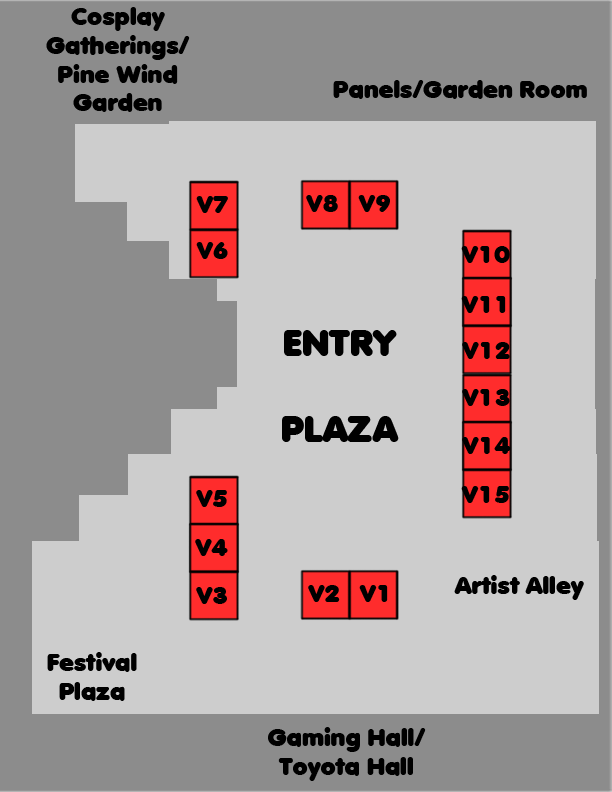 Cosplay
Gatherings/
Pine Wind
Garden
Panels/Garden Room
V7
V8 V9
V6
V10
V11
V12
V13
V14
V15
ENTRY
PLAZA
V5
V4
V3
V2 V1
Artist Alley
Festival
Plaza
Gaming Hall/
Toyota Hall